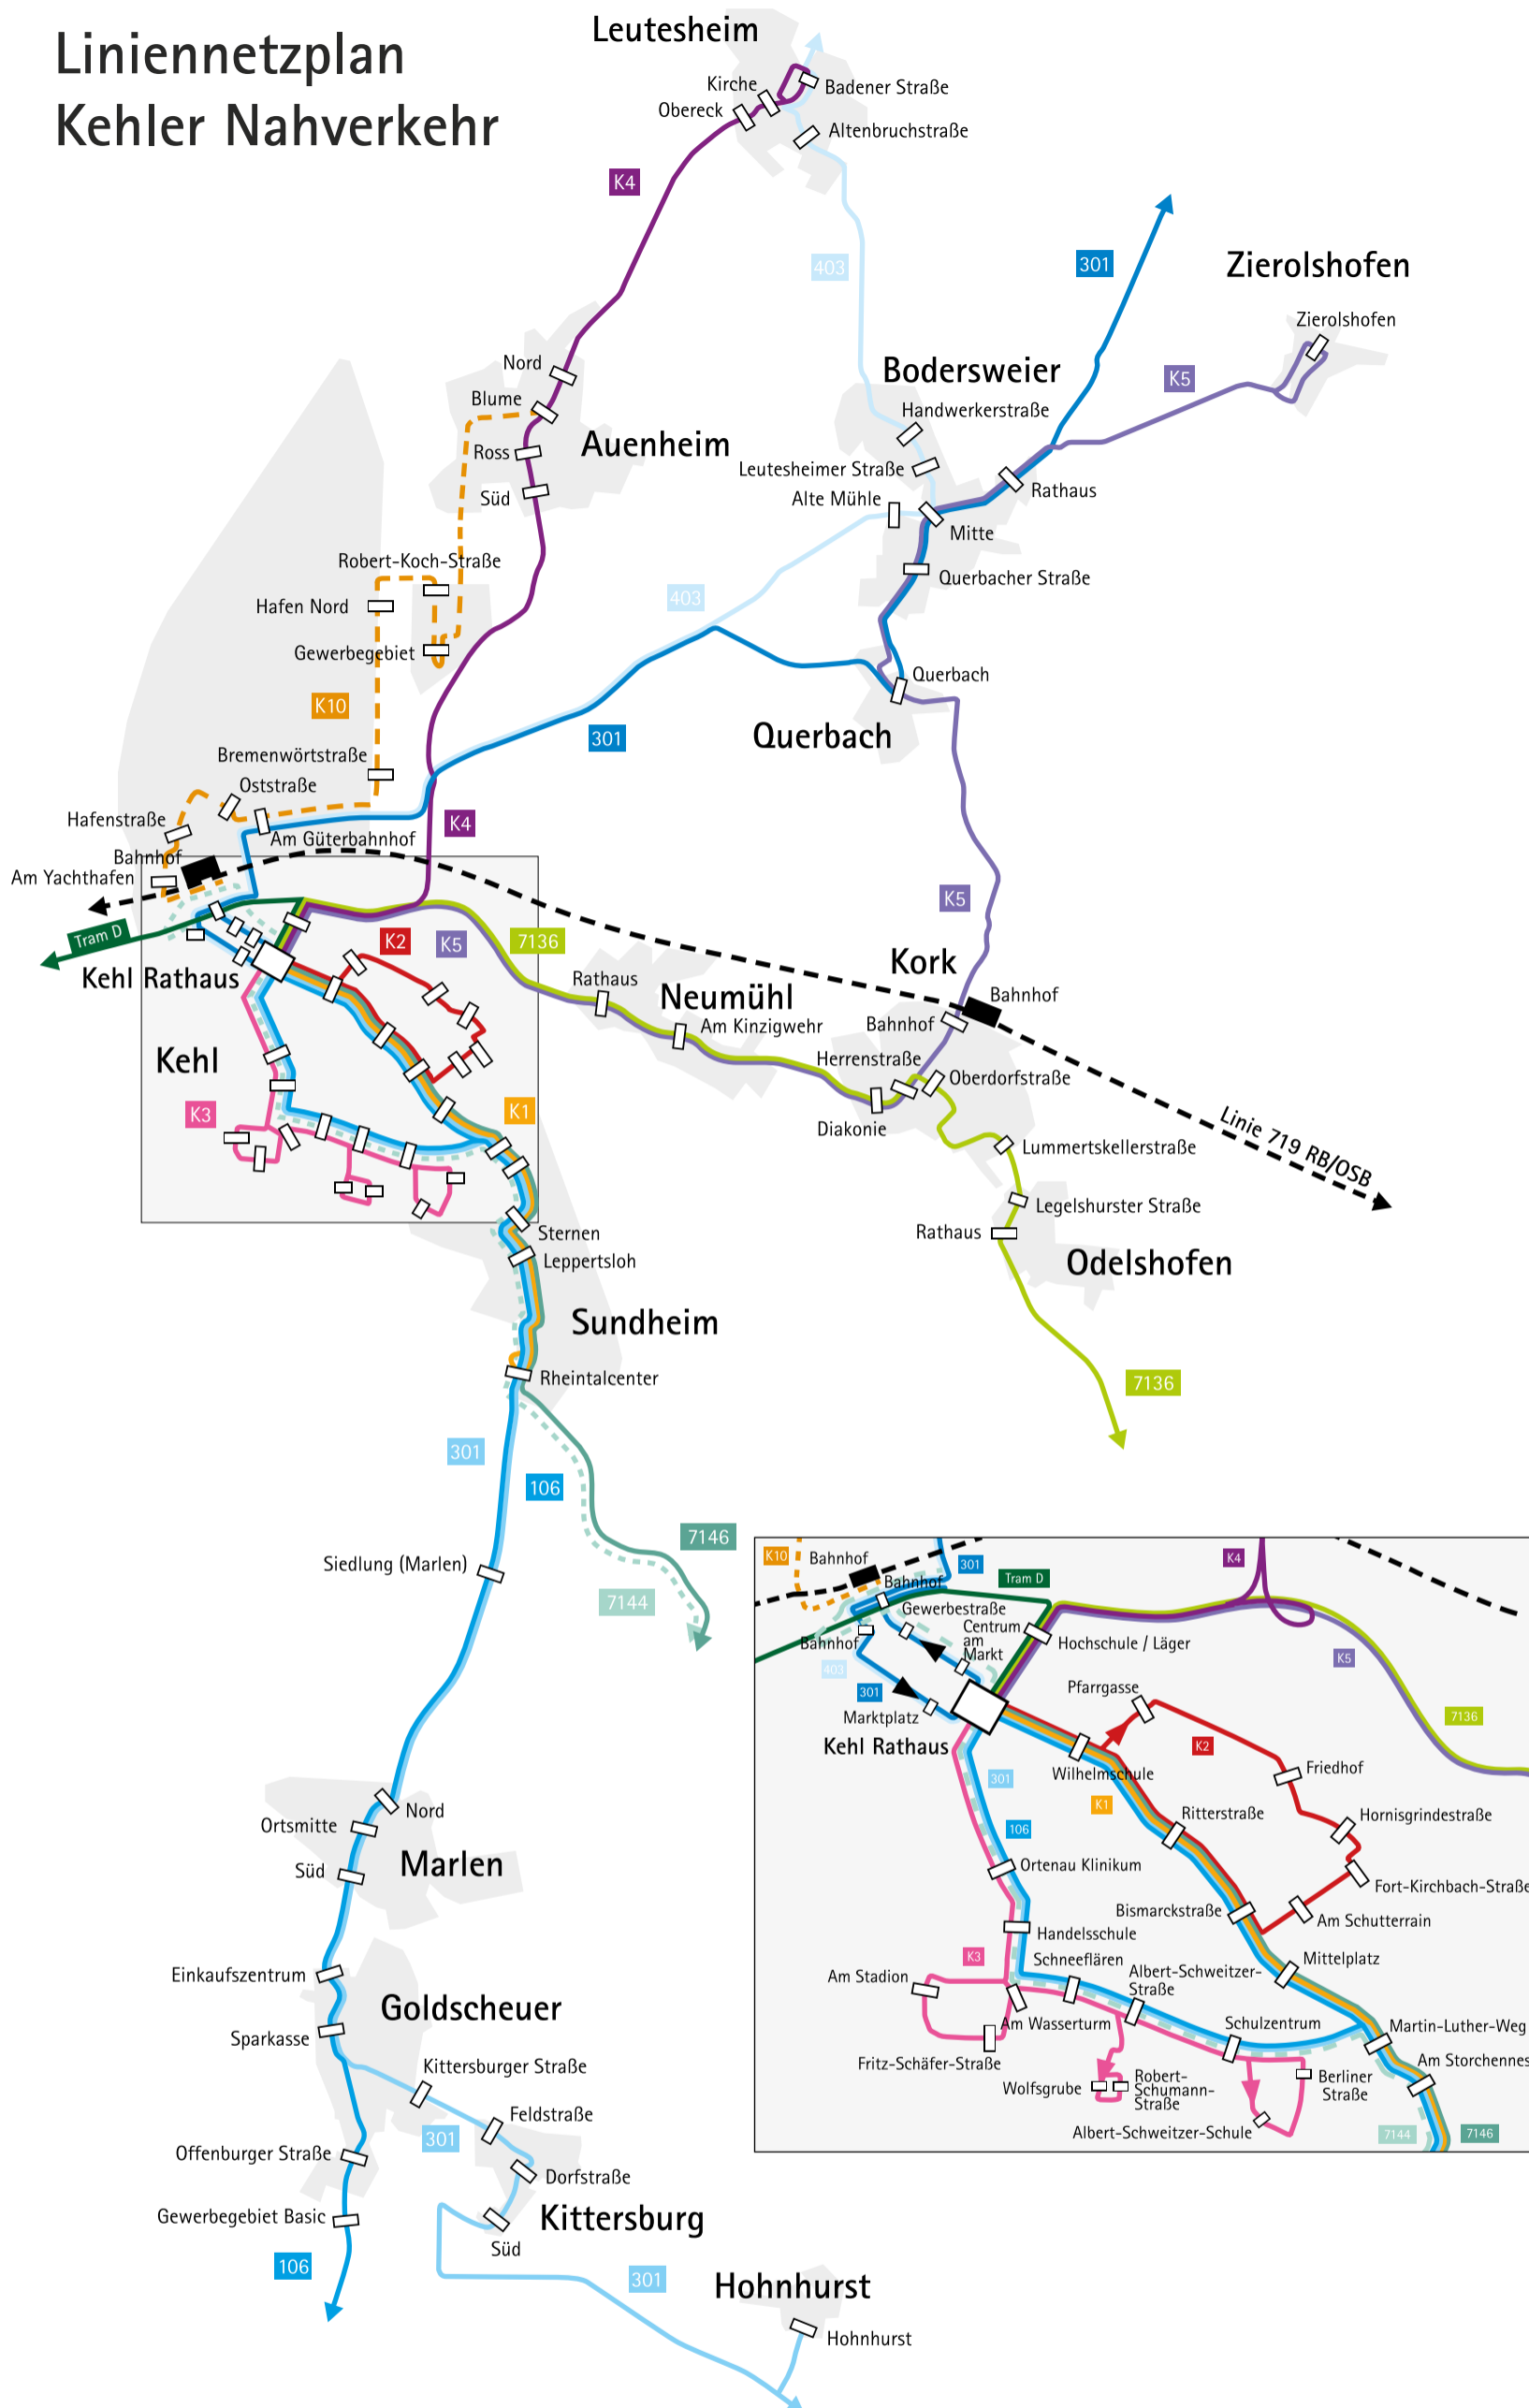 Liniennetzplan
Kehler Nahverkehr
Leutesheim
Kirche
Badener Straße
Obereck
Altenbruchstraße
K4
403
301
Zierolshofen
Zierolshofen
Nord
Bodersweier
K5
Blume
Handwerkerstraße
Auenheim
Ross
Leutesheimer Straße
Rathaus
Süd
Alte Mühle
Mitte
Robert-Koch-Straße
Querbacher Straße
Hafen Nord
403
Gewerbegebiet
Querbach
K10
301
Querbach
Bremenwörtstraße
Oststraße
Hafenstraße
K4
Am Güterbahnhof
Bahnhof
Am Yachthafen
K5
Tram D
K2
K5
7136
Kork
Kehl Rathaus
Rathaus
Neumühl
Bahnhof
Bahnhof
Am Kinzigwehr
Kehl
Herrenstraße
Oberdorfstraße
K3
K1
Diakonie
Linie 719 RB/OSB
Lummertskellerstraße
Legelshurster Straße
Rathaus
Sternen
Leppertsloh
Odelshofen
Sundheim
Rheintalcenter
7136
301
106
7146
Siedlung (Marlen)
7144
Nord
Ortsmitte
Süd
Marlen
Einkaufszentrum
Goldscheuer
Sparkasse
Kittersburger Straße
Feldstraße
301
Offenburger Straße
Dorfstraße
Gewerbegebiet Basic
Kittersburg
Süd
106
301
Hohnhurst
Hohnhurst
K10
Bahnhof
301
Tram D
K4
Bahnhof
Gewerbestraße
Centrum
am
Markt
Bahnhof
Hochschule / Läger
K5
403
301
Pfarrgasse
Marktplatz
7136
Kehl Rathaus
K2
Wilhelmschule
Friedhof
301
K1
Ritterstraße
Hornisgrindestraße
106
Ortenau Klinikum
Fort-Kirchbach-Straße
Bismarckstraße
Am Schutterrain
Handelsschule
K3
Schneeflären
Mittelplatz
Am Stadion
Albert-Schweitzer-
Straße
Am Wasserturm
Schulzentrum
Martin-Luther-Weg
Fritz-Schäfer-Straße
Am Storchennes
Wolfsgrube
Robert-
Schumann-
Straße
Berliner
Straße
Albert-Schweitzer-Schule
7144
7146